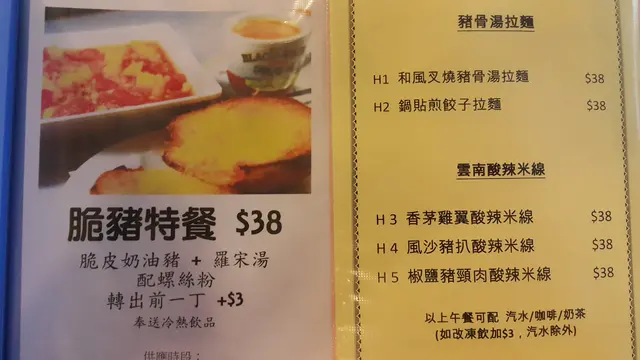 脆豬特餐 $38
脆皮奶油豬 + 羅宋湯
配螺絲粉
轉出前一丁 +$3
奉送冷熱飲品
供應時段：
豬骨湯拉麵
H1 和風叉燒豬骨湯拉麵 $38
H2 鍋貼煎餃子拉麵 $38
雲南酸辣米線
H3 香茅雞翼酸辣米線 $38
H4 風沙豬扒酸辣米線 $38
H5 椒鹽豬頸肉酸辣米線 $38
以上午餐可配 汽水/咖啡/奶茶
(如改凍飲加$3，汽水除外)